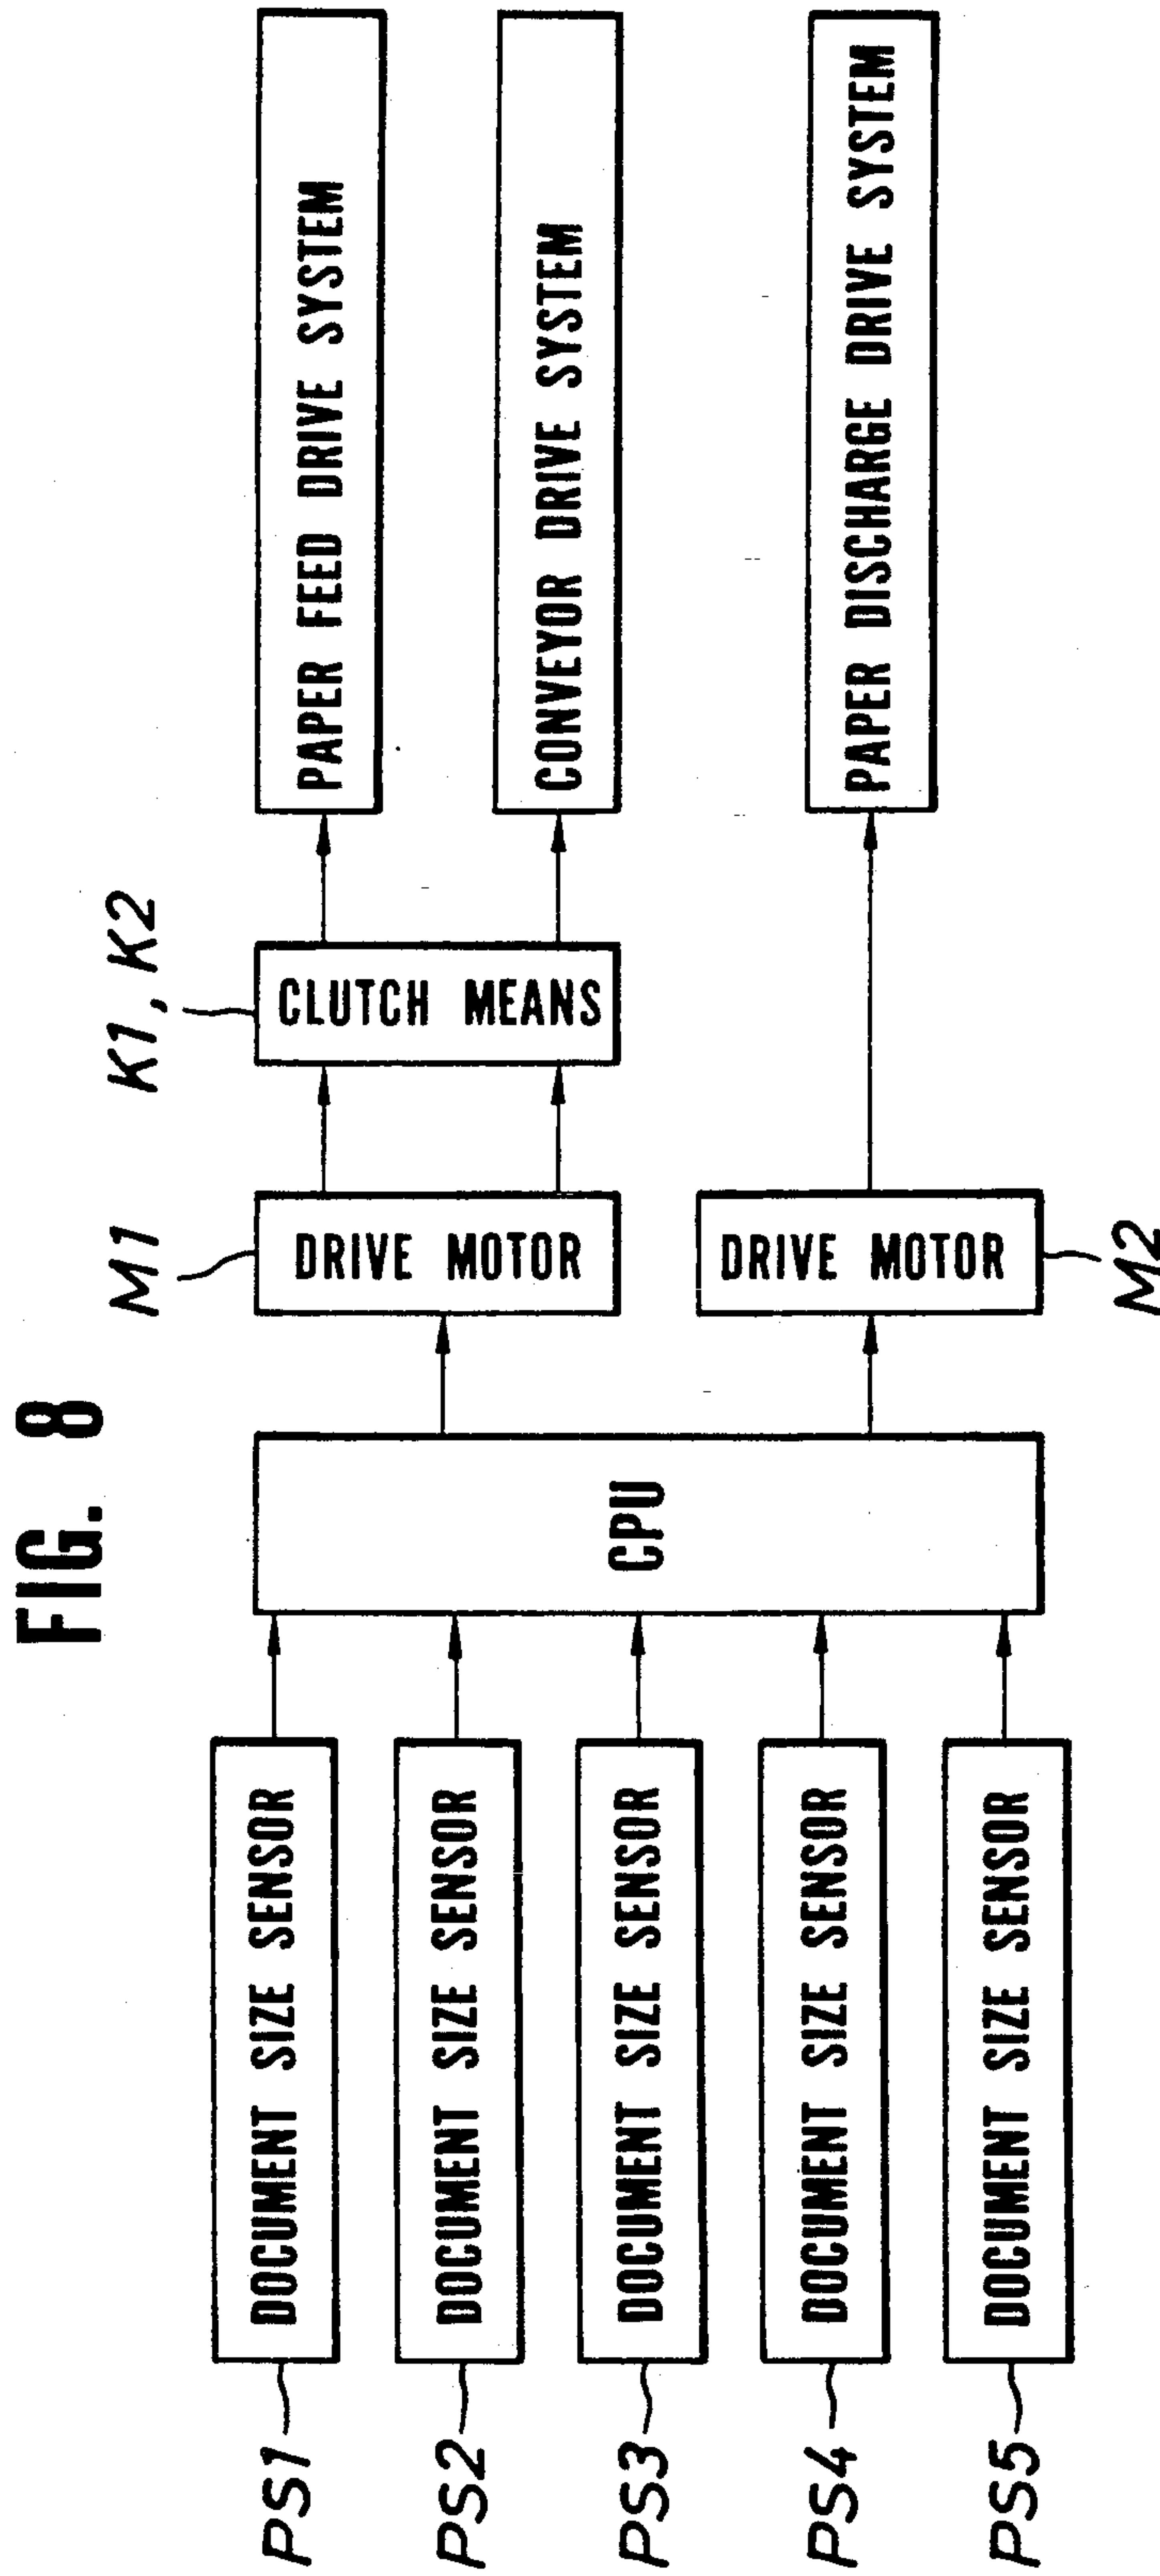 FIG. 8
PS1
DOCUMENT SIZE SENSOR
PS2
DOCUMENT SIZE SENSOR
PS3
DOCUMENT SIZE SENSOR
PS4
DOCUMENT SIZE SENSOR
PS5
DOCUMENT SIZE SENSOR
CPU
M1
DRIVE MOTOR
DRIVE MOTOR
M2
K1, K2
CLUTCH MEANS
PAPER FEED DRIVE SYSTEM
CONVEYOR DRIVE SYSTEM
PAPER DISCHARGE DRIVE SYSTEM